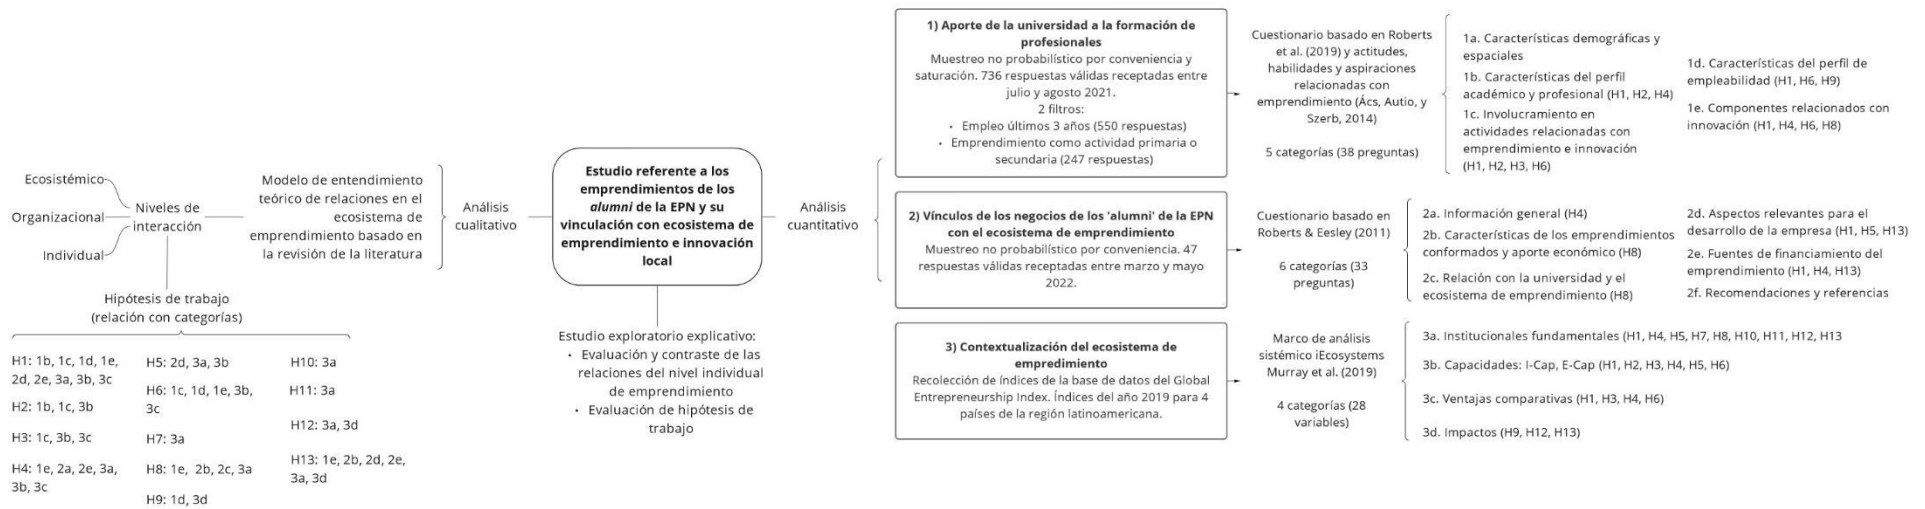 Ecosistémico
Organizacional
Individual
Niveles de
interacción
Modelo de entendimiento
teórico de relaciones en el
ecosistema de
emprendimiento basado en
la revisión de la literatura
Análisis
cualitativo
Hipótesis de trabajo
(relación con categorías)
H1: 1b, 1c, 1d, 1e,
2d, 2e, 3a, 3b, 3c
H2: 1b, 1c, 3b
H3: 1c, 3b, 3c
H4: 1e, 2a, 2e, 3a,
3b, 3c
H5: 2d, 3a, 3b
H6: 1c, 1d, 1e, 3b,
3c
H7: 3a
H8: 1e, 2b, 2c, 3a
H9: 1d, 3d
H10: 3a
H11: 3a
H12: 3a, 3d
H13: 1e, 2b, 2d, 2e,
3a, 3d
Estudio referente a los
emprendimientos de los
alumni de la EPN y su
vinculación con ecosistema de
emprendimiento e innovación
local
Estudio exploratorio explicativo:
• Evaluación y contraste de las
relaciones del nivel individual
de emprendimiento
• Evaluación de hipótesis de
trabajo
Análisis
cuantitativo
1) Aporte de la universidad a la formación de
profesionales
Muestreo no probabilístico por conveniencia y
saturación. 736 respuestas válidas receptadas entre
julio y agosto 2021.
2 filtros:
• Empleo últimos 3 años (550 respuestas)
• Emprendimiento como actividad primaria o
secundaria (247 respuestas)
Cuestionario basado en Roberts
et al. (2019) y actitudes,
habilidades y aspiraciones
relacionadas con
emprendimiento (Ács, Autio, y
Szerb, 2014)
5 categorías (38 preguntas)
1a. Características demográficas y
espaciales
1b. Características del perfil
académico y profesional (H1, H2, H4)
1c. Involucramiento en
actividades relacionadas con
emprendimiento e innovación
(H1, H2, H3, H6)
1d. Características del perfil de
empleabilidad (H1, H6, H9)
1e. Componentes relacionados con
innovación (H1, H4, H6, H8)
2) Vínculos de los negocios de los 'alumni' de la EPN
con el ecosistema de emprendimiento
Muestreo no probabilístico por conveniencia. 47
respuestas válidas receptadas entre marzo y mayo
2022.
Cuestionario basado en
Roberts & Eesley (2011)
6 categorías (33
preguntas)
2a. Información general (H4)
2b. Características de los emprendimientos
conformados y aporte económico (H8)
2c. Relación con la universidad y el
ecosistema de emprendimiento (H8)
2d. Aspectos relevantes para el
desarrollo de la empresa (H1, H5, H13)
2e. Fuentes de financiamiento del
emprendimiento (H1, H4, H13)
2f. Recomendaciones y referencias
3) Contextualización del ecosistema de
empredimiento
Recolección de índices de la base de datos del Global
Entrepreneurship Index. Índices del año 2019 para 4
países de la región latinoamericana.
Marco de análisis
sistémico iEcosystems
Murray et al. (2019)
4 categorías (28
variables)
3a. Institucionales fundamentales (H1, H4, H5, H7, H8, H10, H11, H12, H13
3b. Capacidades: I-Cap, E-Cap (H1, H2, H3, H4, H5, H6)
3c. Ventajas comparativas (H1, H3, H4, H6)
3d. Impactos (H9, H12, H13)